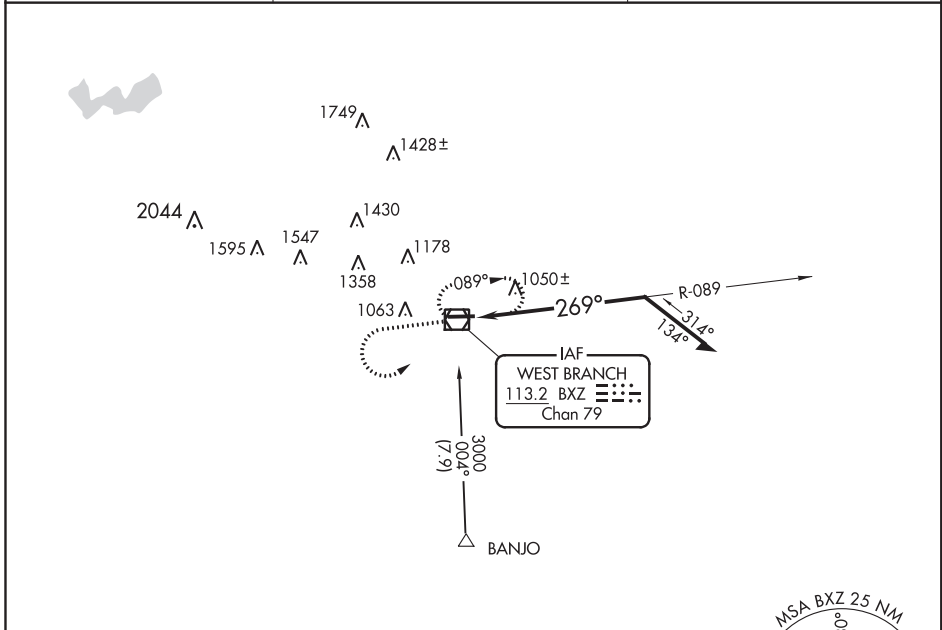 1749
1428±
2044
1430
1595
1547
1178
1358
089°
1050±
1063
269°
R-089
314°
134°
IAF
WEST BRANCH
113.2 BXZ
Chan 79
3000
004°
(7.9)
BANJO
MSA BXZ 25 NM